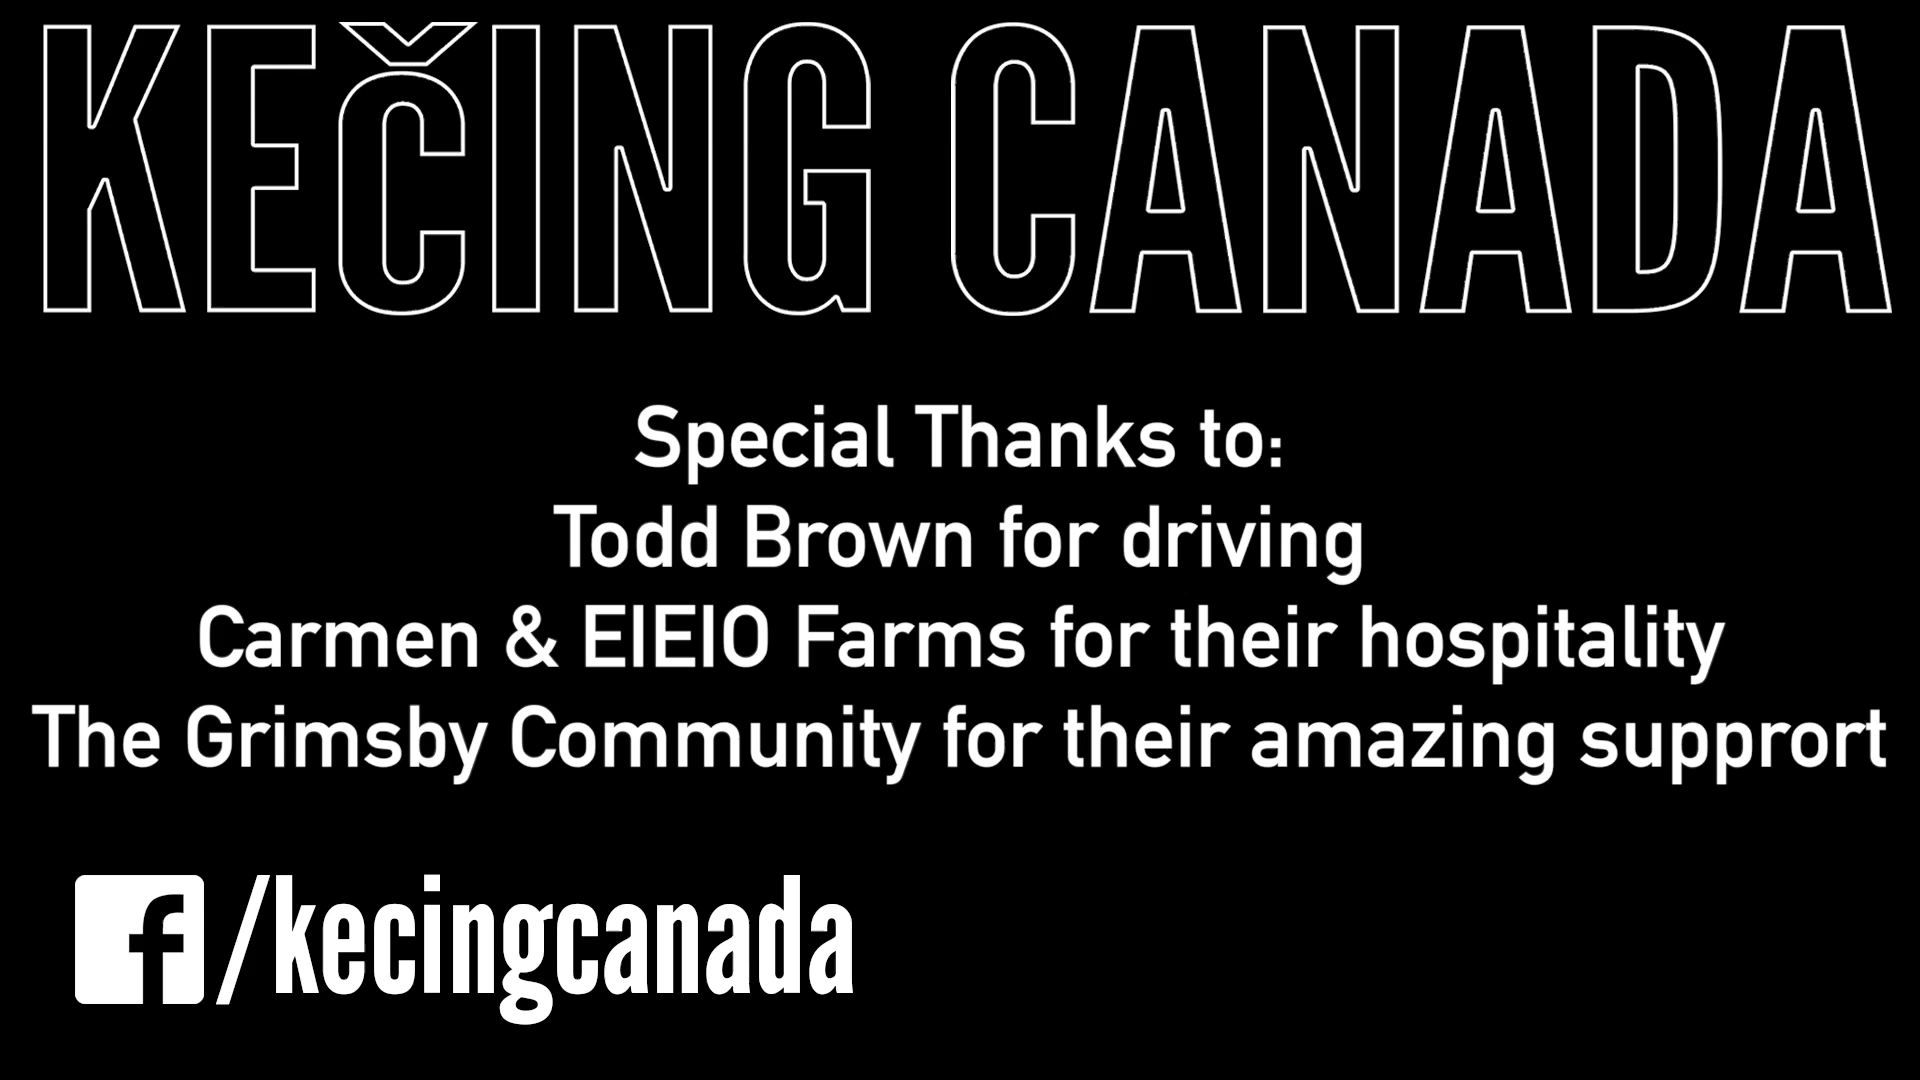 KEČING CANADA
Special Thanks to:
Todd Brown for driving
Carmen & EIEIO Farms for their hospitality
The Grimsby Community for their amazing supprort
f/kecingcanada